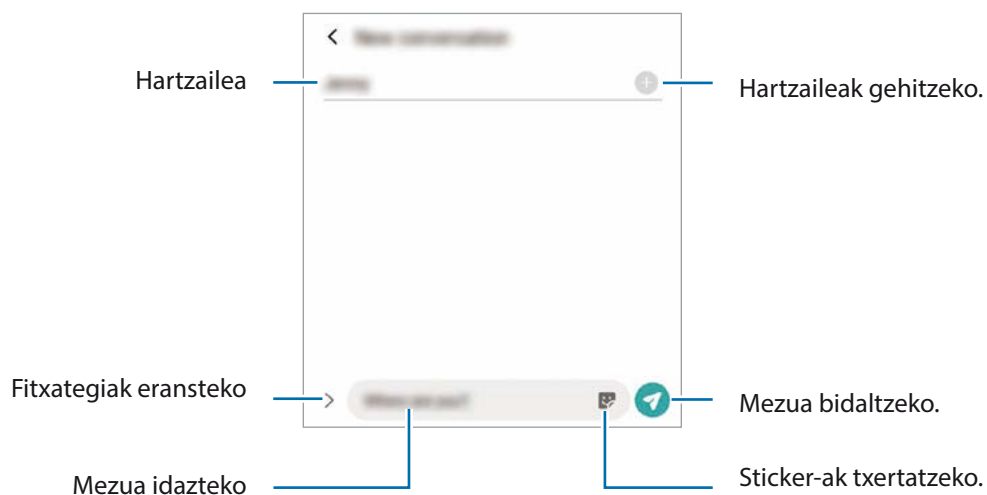 Hartzailea
Hartzaileak gehitzeko.
Fitxategiak eransteko
Mezua bidaltzeko.
Mezua idazteko
Sticker-ak txertatzeko.